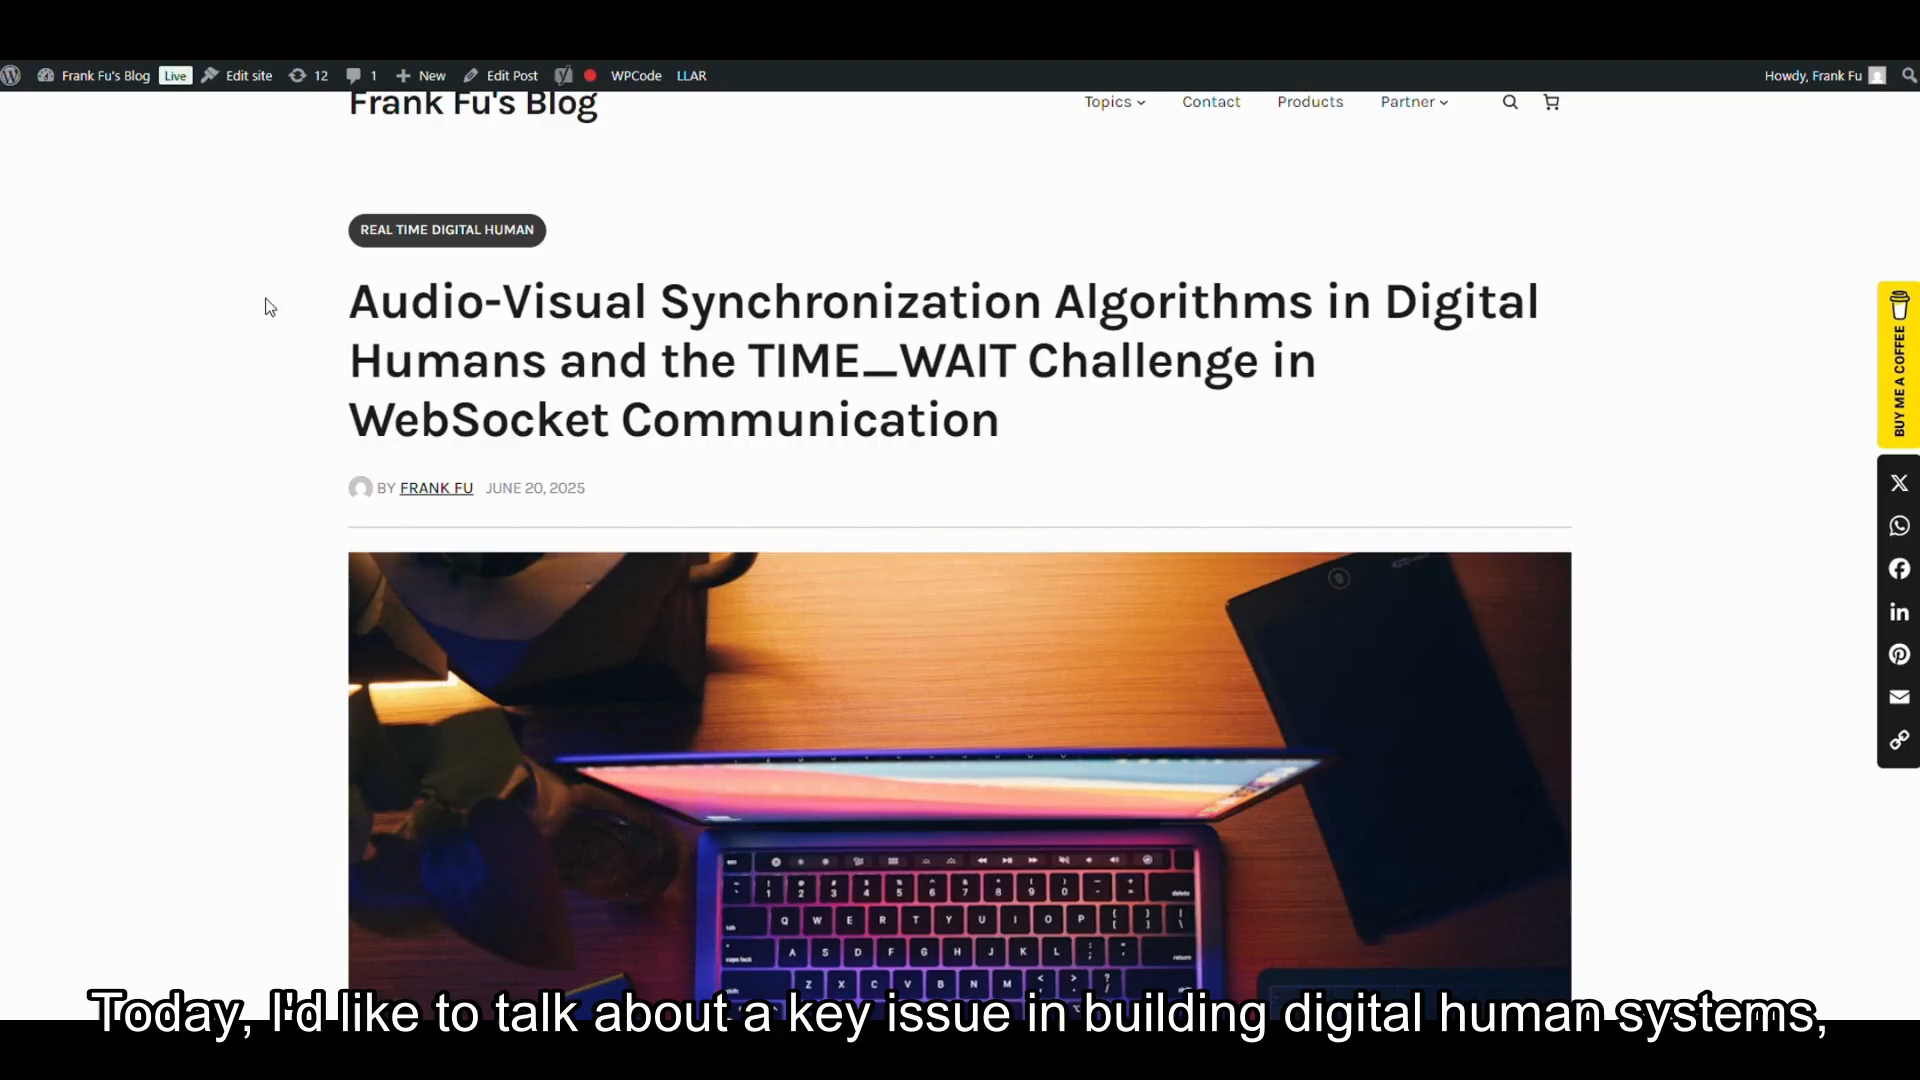 Frank Fu's Blog Live Edit site 12 1 New Edit Post WPCode LLAR Howdy, Frank Fu
Frank Fu's Blog Topics Contact Products Partner
REAL TIME DIGITAL HUMAN
Audio-Visual Synchronization Algorithms in Digital
Humans and the TIME_WAIT Challenge in
WebSocket Communication
BY FRANK FU JUNE 20, 2025
BUY ME A COFFEE
Q W E R T Y U I O P
A S D F G H J K L
Z X C V B N M
Today, I'd like to talk about a key issue in building digital human systems,